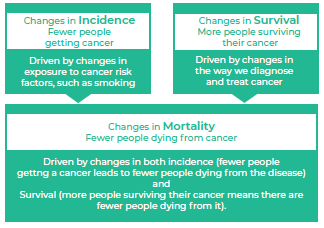 Changes in Incidence
Fewer people
getting cancer
Driven by changes in
exposure to cancer risk
factors, such as smoking
Changes in Survival
More people surviving
their cancer
Driven by changes in
the way we diagnose
and treat cancer
Changes in Mortality
Fewer people dying from cancer
Driven by changes in both incidence (fewer people
gettng a cancer leads to fewer people dying from the disease)
and
Survival (more people surviving their cancer means there are
fewer people dying from it).